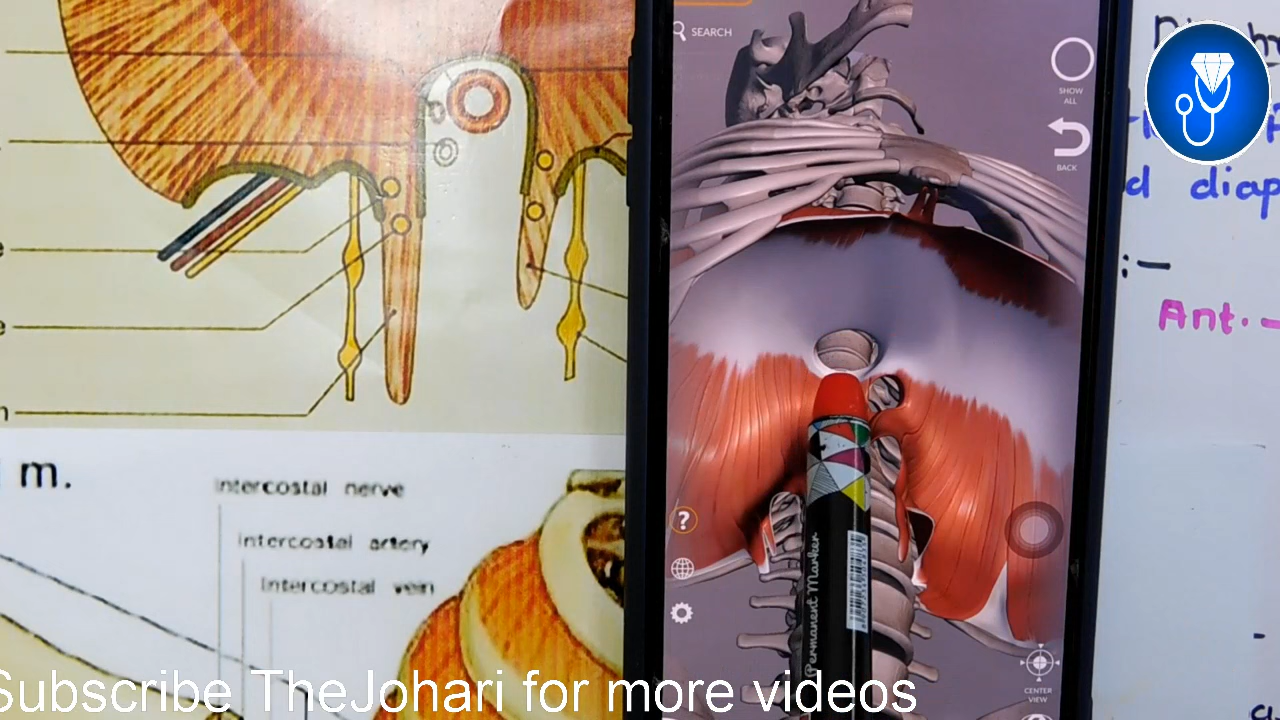 SEARCH
SHOW
ALL
BACK
d diap
:-
Ant. -
m.
Intercostal nerve
Intercostal artery
Intercostal vein
?
Permanent Marker
CENTER
VIEW
Subscribe TheJohari for more videos